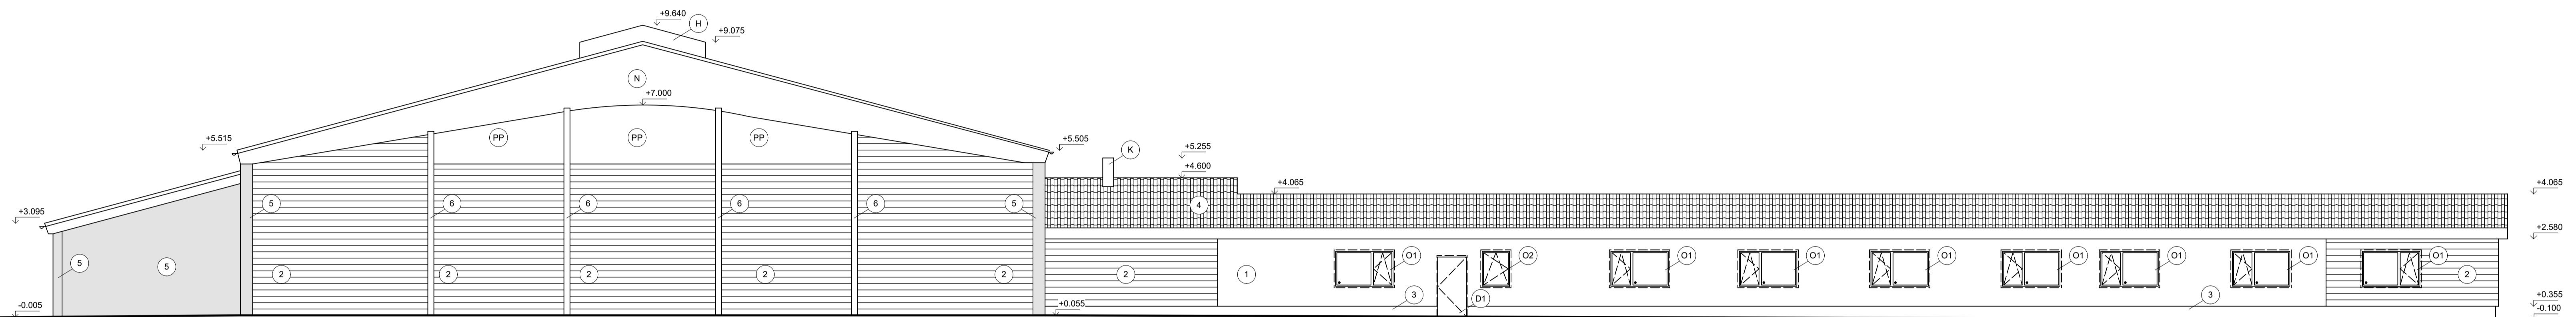 +9.640
H
+9.075
N
+7.000
PP
PP
PP
+5.515
+5.505
K
+5.255
+4.600
+4.065
+4.065
4
5
6
6
6
6
5
+3.095
+2.580
5
5
2
2
2
2
2
2
1
O1
O2
O1
O1
O1
O1
O1
O1
O1
2
3
D1
3
-0.005
+0.055
+0.355
-0.100